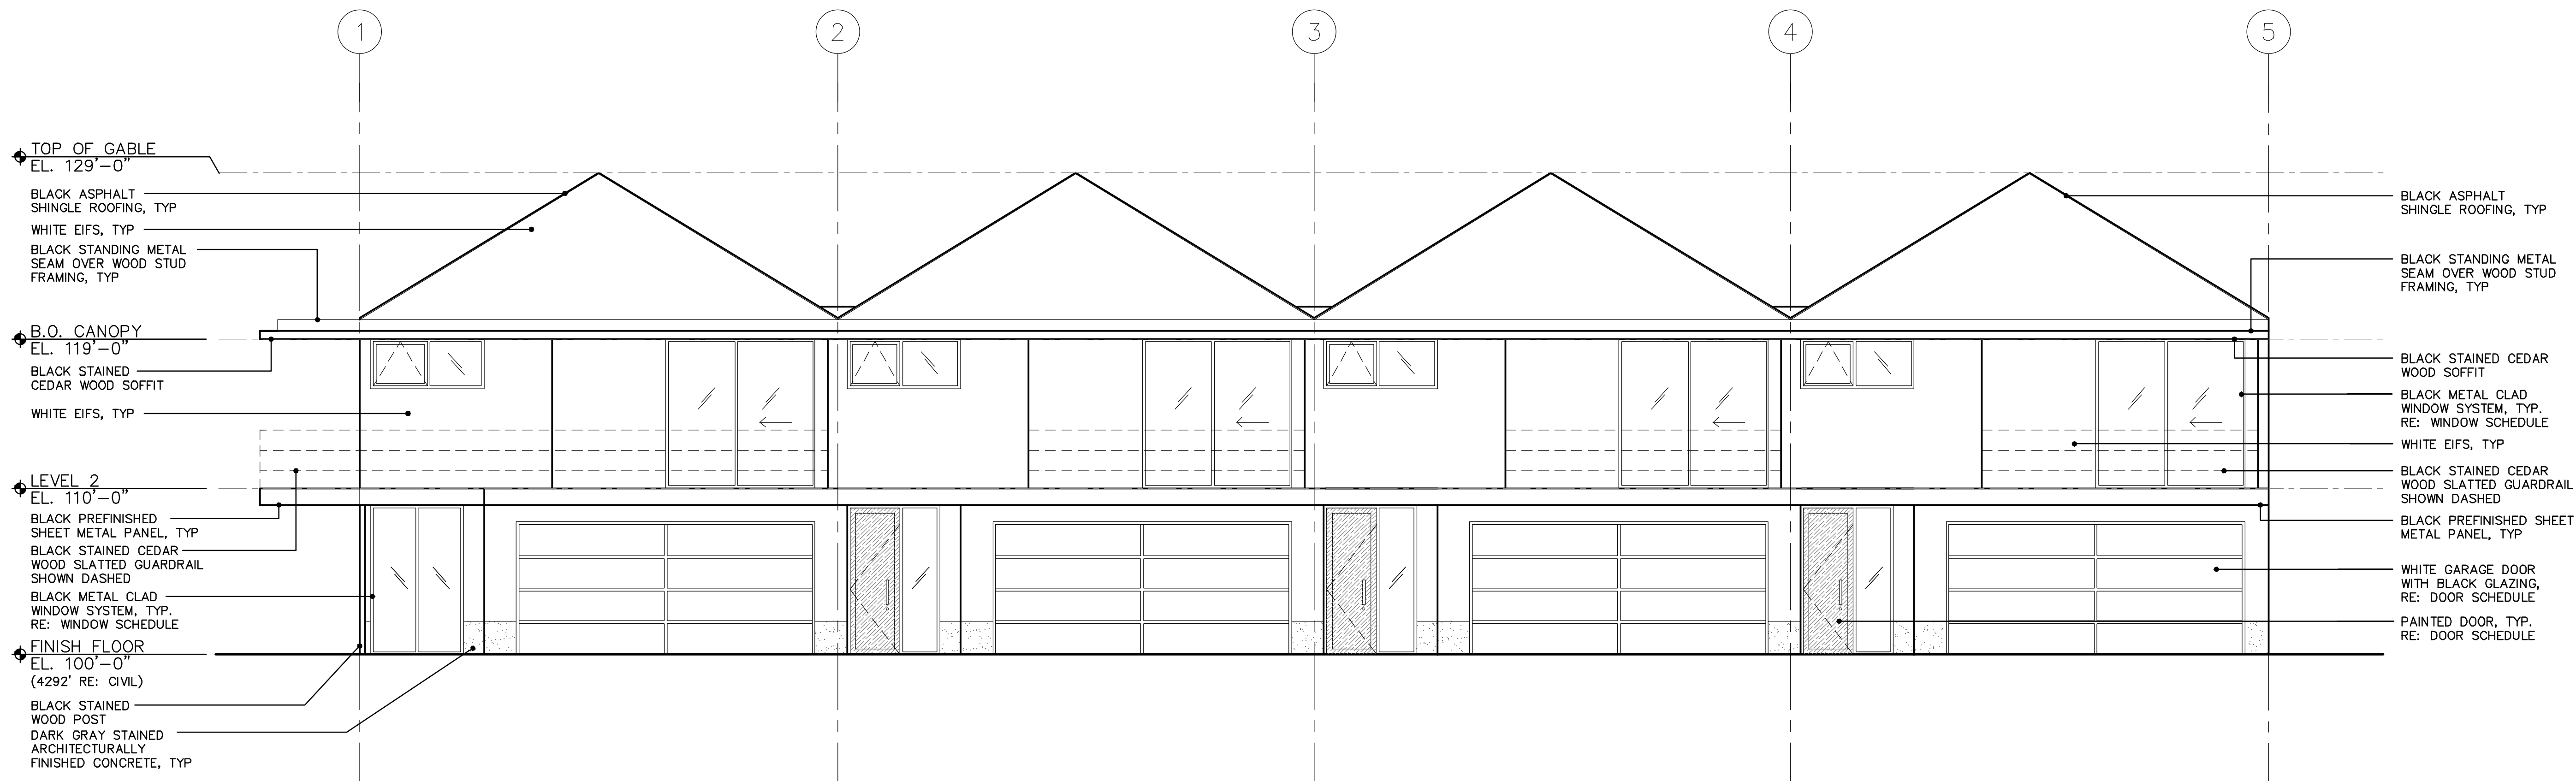 1
2
3
4
5
TOP OF GABLE
EL. 129'-0"
BLACK ASPHALT
SHINGLE ROOFING, TYP
WHITE EIFS, TYP
BLACK STANDING METAL
SEAM OVER WOOD STUD
FRAMING, TYP
B.O. CANOPY
EL. 119'-0"
BLACK STAINED
CEDAR WOOD SOFFIT
WHITE EIFS, TYP
LEVEL 2
EL. 110'-0"
BLACK PREFINISHED
SHEET METAL PANEL, TYP
BLACK STAINED CEDAR
WOOD SLATTED GUARDRAIL
SHOWN DASHED
BLACK METAL CLAD
WINDOW SYSTEM, TYP.
RE: WINDOW SCHEDULE
FINISH FLOOR
EL. 100'-0"
(4292' RE: CIVIL)
BLACK STAINED
WOOD POST
DARK GRAY STAINED
ARCHITECTURALLY
FINISHED CONCRETE, TYP
BLACK ASPHALT
SHINGLE ROOFING, TYP
BLACK STANDING METAL
SEAM OVER WOOD STUD
FRAMING, TYP
BLACK STAINED CEDAR
WOOD SOFFIT
BLACK METAL CLAD
WINDOW SYSTEM, TYP.
RE: WINDOW SCHEDULE
WHITE EIFS, TYP
BLACK STAINED CEDAR
WOOD SLATTED GUARDRAIL
SHOWN DASHED
BLACK PREFINISHED SHEET
METAL PANEL, TYP
WHITE GARAGE DOOR
WITH BLACK GLAZING,
RE: DOOR SCHEDULE
PAINTED DOOR, TYP.
RE: DOOR SCHEDULE